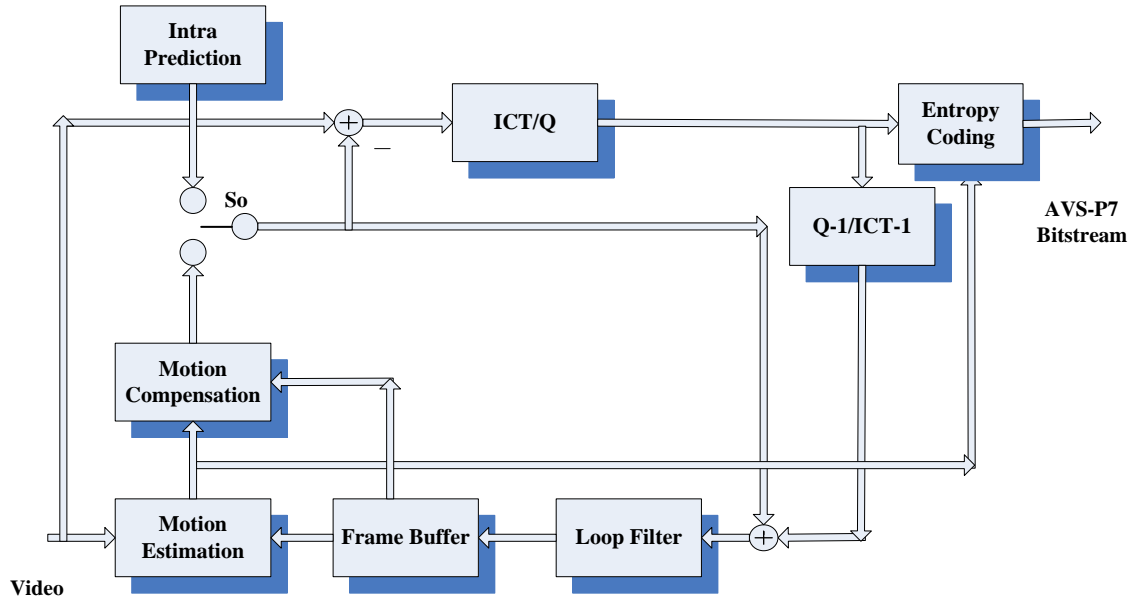 Intra
Prediction
+
−
ICT/Q
Entropy
Coding
So
Q-1/ICT-1
AVS-P7
Bitstream
Motion
Compensation
Motion
Estimation
Frame Buffer
Loop Filter
+
Video